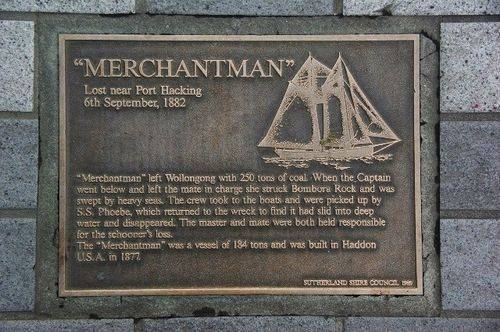 "MERCHANTMAN"
Lost near Port Hacking
6th September, 1882
"Merchantman" left Wollongong with 250 tons of coal. When the Captain
went below and left the mate in charge she struck Bombora Rock and was
swept by heavy seas. The crew took to the boats and were picked up by
S.S. Phoebe, which returned to the wreck to find it had slid into deep
water and disappeared. The master and mate were both held responsible
for the schooner's loss.
The "Merchantman" was a vessel of 184 tons and was built in Haddon
U.S.A. in 1877.
SUTHERLAND SHIRE COUNCIL 1989